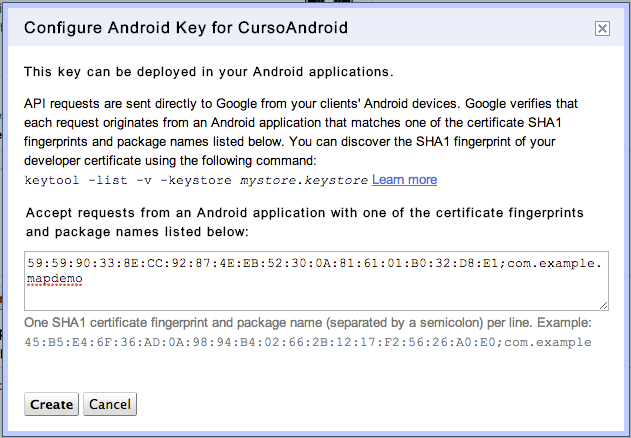 Configure Android Key for CursoAndroid
This key can be deployed in your Android applications.
API requests are sent directly to Google from your clients' Android devices. Google verifies that
each request originates from an Android application that matches one of the certificate SHA1
fingerprints and package names listed below. You can discover the SHA1 fingerprint of your
developer certificate using the following command:
keytool -list -v -keystore mystore.keystore Learn more
Accept requests from an Android application with one of the certificate fingerprints
and package names listed below:
59:59:90:33:8E:CC:92:87:4E:EB:52:30:0A:81:61:01:B0:32:D8:E1;com.example.
mapdemo
One SHA1 certificate fingerprint and package name (separated by a semicolon) per line. Example:
45:B5:E4:6F:36:AD:0A:98:94:B4:02:66:2B:12:17:F2:56:26:A0:E0;com.example
Create Cancel